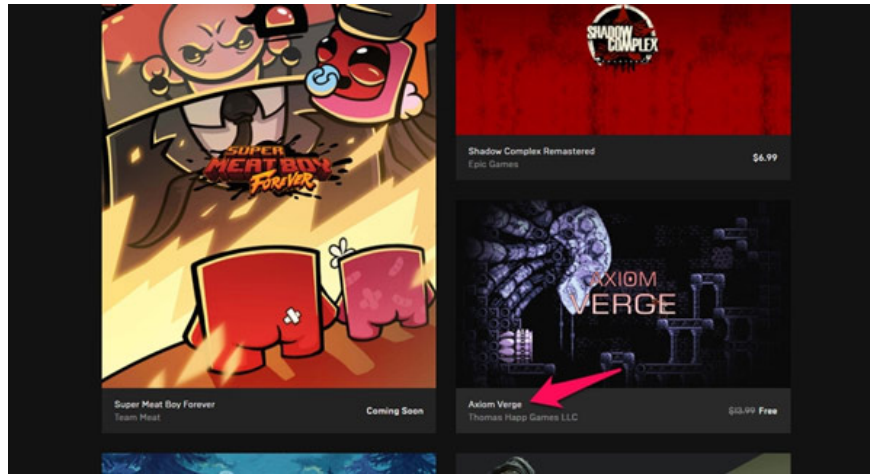 SUPER
MEAT BOY
FOREVER
Super Meat Boy Forever
Team Meat
Coming Soon
SHADOW
COMPLEX
Shadow Complex Remastered
Epic Games
$6.99
AXIOM
VERGE
Axiom Verge
Thomas Happ Games LLC
$13.99 Free